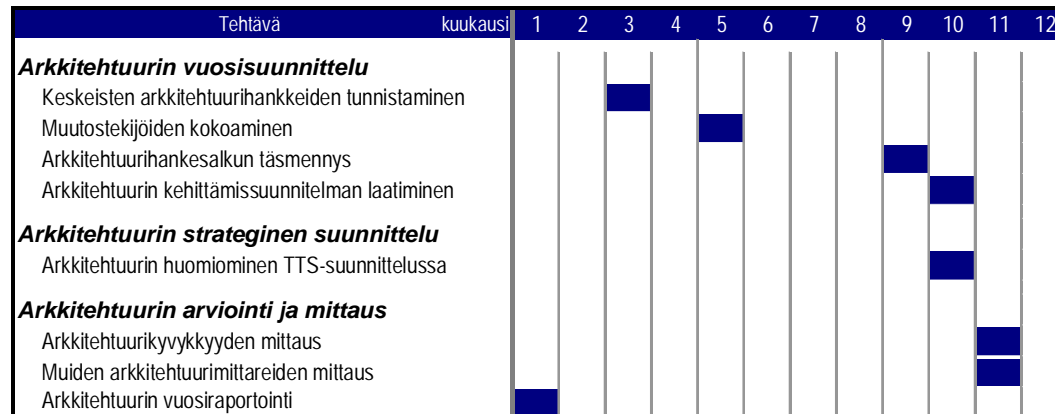 Tehtävä kuukausi 1 2 3 4 5 6 7 8 9 10 11 12
Arkkitehtuurin vuosisuunnittelu
Keskeisten arkkitehtuurihankkeiden tunnistaminen
Muutostekijöiden kokoaminen
Arkkitehtuurihankesalkun täsmennys
Arkkitehtuurin kehittämissuunnitelman laatiminen
Arkkitehtuurin strateginen suunnittelu
Arkkitehtuurin huomiominen TTS-suunnittelussa
Arkkitehtuurin arviointi ja mittaus
Arkkitehtuurikyvykkyyden mittaus
Muiden arkkitehtuurimittareiden mittaus
Arkkitehtuurin vuosiraportointi